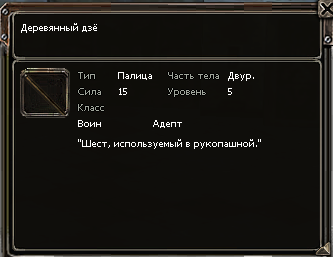 Деревянный дзё
Тип Палица Часть тела Двур.
Сила 15 Уровень 5
Класс
Воин Адепт
"Шест, используемый в рукопашной."